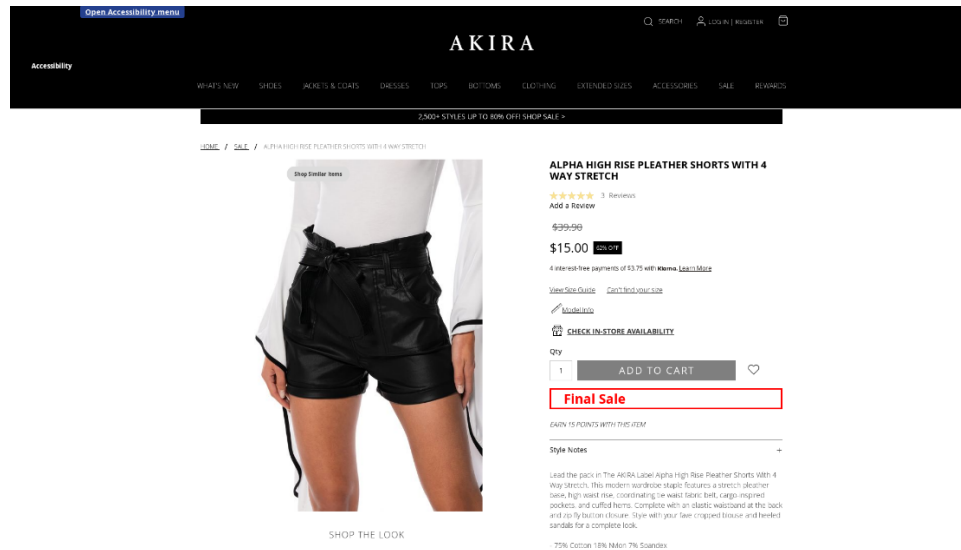 Open Accessibility menu
SEARCH
LOG IN | REGISTER
AKIRA
Accessibility
WHAT'S NEW SHOES JACKETS & COATS DRESSES TOPS BOTTOMS CLOTHING EXTENDED SIZES ACCESSORIES SALE REWARDS
2,500+ STYLES UP TO 80% OFF! SHOP SALE >
HOME / SALE / ALPHA HIGH RISE PLEATHER SHORTS WITH 4 WAY STRETCH
Shop Similar Items
ALPHA HIGH RISE PLEATHER SHORTS WITH 4
WAY STRETCH
3 Reviews
Add a Review
$39.90
$15.00 62% OFF
4 interest-free payments of $3.75 with Klarna. Learn More
View Size Guide Can't find your size
Model Info
CHECK IN-STORE AVAILABILITY
Qty
1 ADD TO CART
Final Sale
EARN 15 POINTS WITH THIS ITEM
Style Notes +
Lead the pack in The AKIRA Label Alpha High Rise Pleather Shorts With 4
Way Stretch. This modern wardrobe staple features a stretch pleather
base, high waist rise, coordinating tie waist fabric belt, cargo inspired
pockets, and cuffed hems. Complete with an elastic waistband at the back
and zip fly button closure. Style with your fave cropped blouse and heeled
sandals for a complete look.
- 75% Cotton 18% Nylon 7% Spandex
SHOP THE LOOK